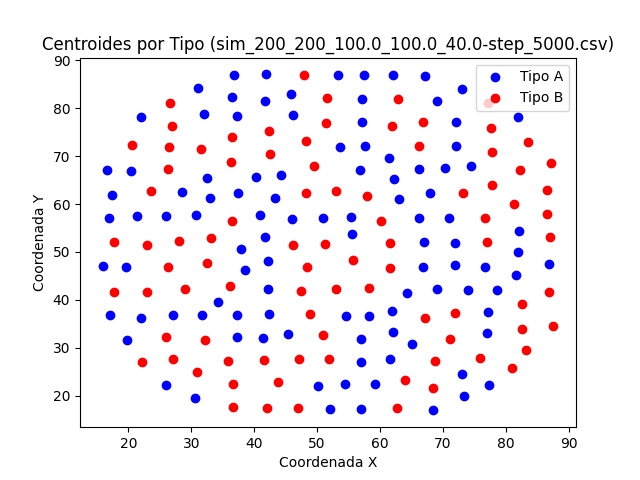 Centroides por Tipo (sim_200_200_100.0_100.0_40.0-step_5000.csv)
90
80
70
60
50
40
30
20
Coordenada Y
Tipo A
Tipo B
20 30 40 50 60 70 80 90
Coordenada X